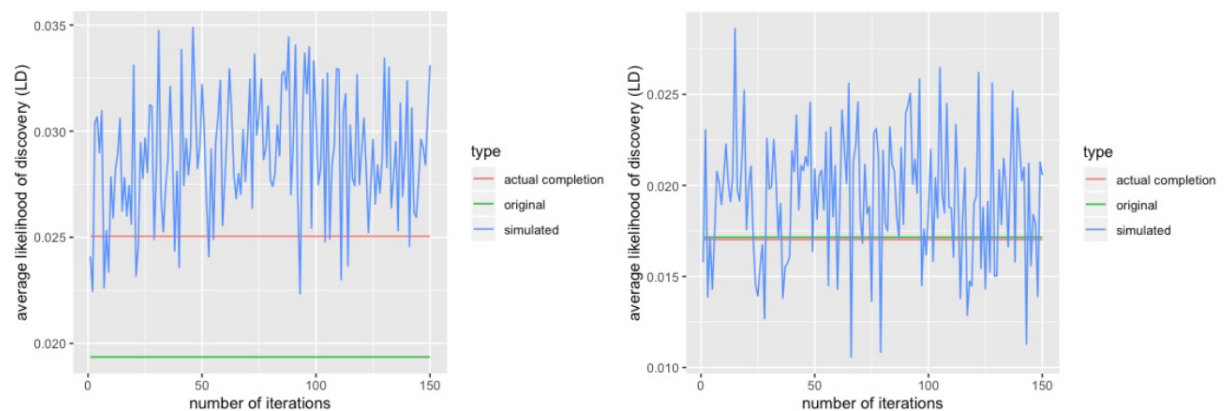 average likelihood of discovery (LD)
0.035
0.030
0.025
0.020
0
50
100
150
number of iterations
type
actual completion
original
simulated
average likelihood of discovery (LD)
0.025
0.020
0.015
0.010
0
50
100
150
number of iterations
type
actual completion
original
simulated